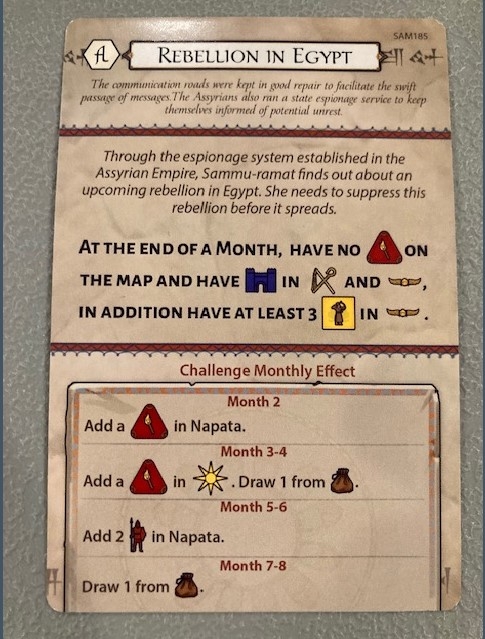 SAM185
A
REBELLION IN EGYPT
The communication roads were kept in good repair to facilitate the swift
passage of messages.The Assyrians also ran a state espionage service to keep
themselves informed of potential unrest.
Through the espionage system established in the
Assyrian Empire, Sammu-ramat finds out about an
upcoming rebellion in Egypt. She needs to suppress this
rebellion before it spreads.
AT THE END OF A MONTH, HAVE NO ON
THE MAP AND HAVE IN AND ,
IN ADDITION HAVE AT LEAST 3 IN .
Challenge Monthly Effect
Month 2
Add a in Napata.
Month 3-4
Add a in . Draw 1 from .
Month 5-6
Add 2 in Napata.
Month 7-8
Draw 1 from .